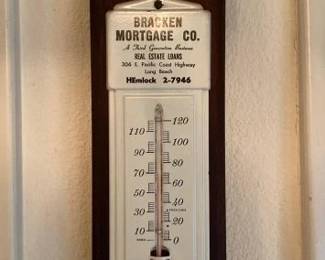 BRACKEN
MORTGAGE CO.
A Third Generation Business
REAL ESTATE LOANS
306 E. Pacific Coast Highway
Long Beach
HEmlock 2-7946
120
110
100
90
80
70
60
50
40
30
20
10
0